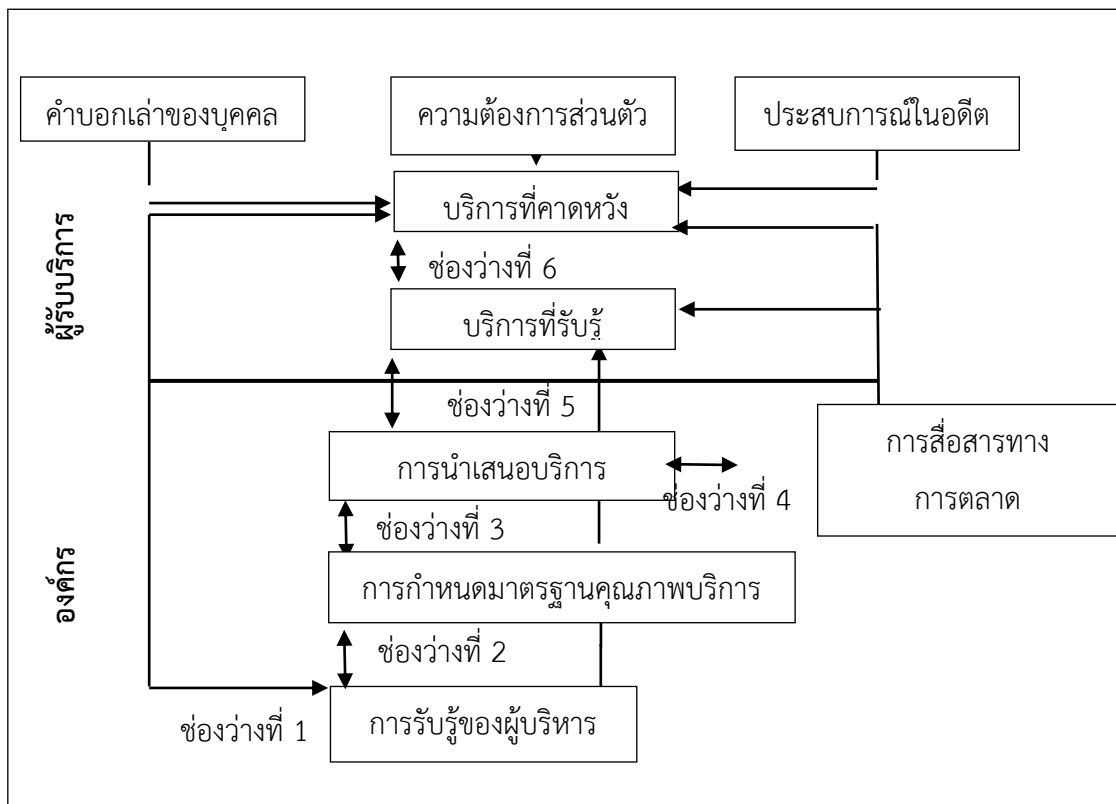 คำบอกเล่าของบุคคล
ความต้องการส่วนตัว
ประสบการณ์ในอดีต
บริการที่คาดหวัง
ช่องว่างที่ 6
ผู้รับบริการ
บริการที่รับรู้
ช่องว่างที่ 5
การนำเสนอบริการ
ช่องว่างที่ 4
การสื่อสารทาง
การตลาด
ช่องว่างที่ 3
องค์กร
การกำหนดมาตรฐานคุณภาพบริการ
ช่องว่างที่ 2
ช่องว่างที่ 1
การรับรู้ของผู้บริหาร